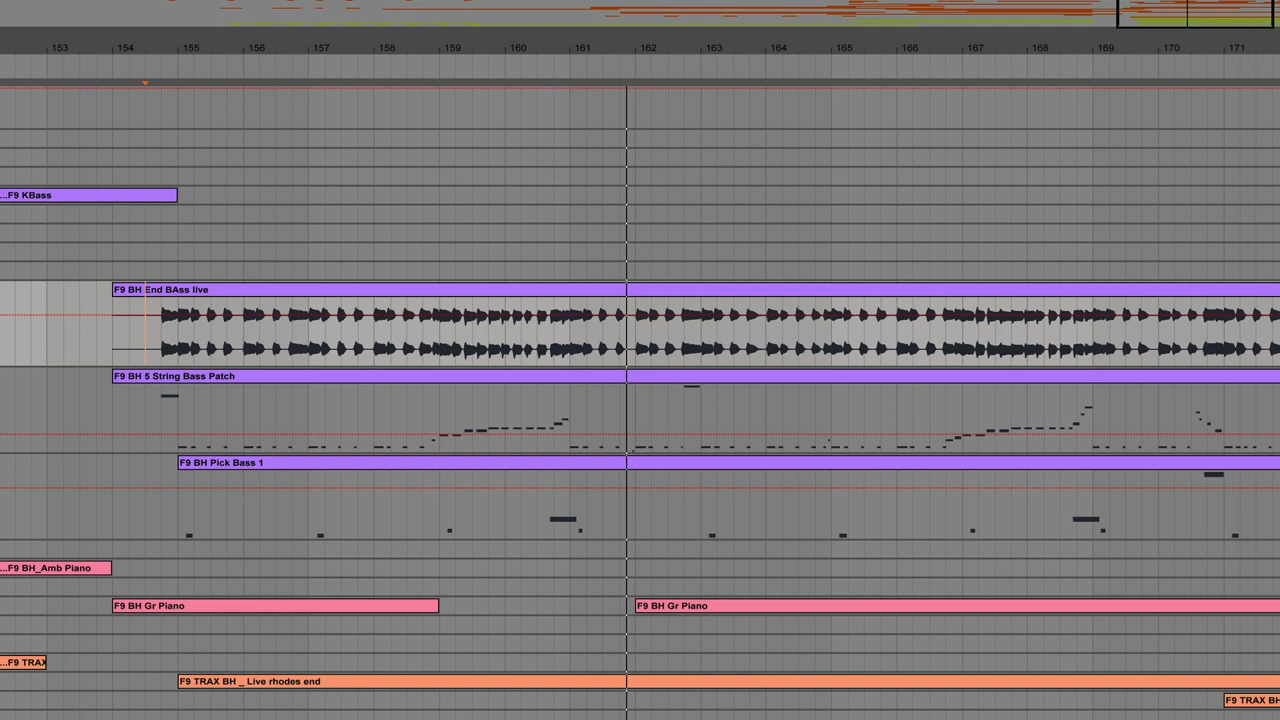 153 154 155 156 157 158 159 160 161 162 163 164 165 166 167 168 169 170 171
...F9 KBass
F9 BH End BAss live
F9 BH 5 String Bass Patch
F9 BH Pick Bass 1
...F9 BH_Amb Piano
F9 BH Gr Piano F9 BH Gr Piano
...F9 TRAX
F9 TRAX BH _ Live rhodes end
F9 TRAX BH